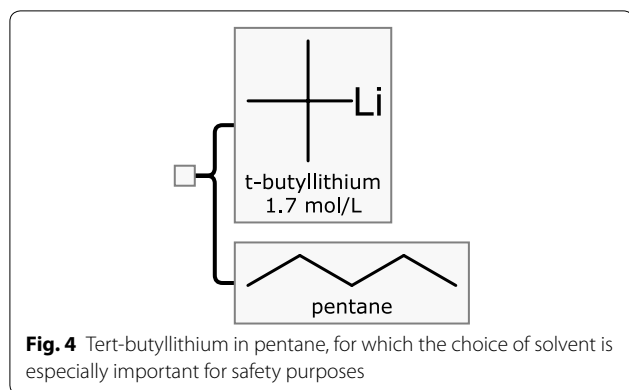 Li
t-butyllithium
1.7 mol/L
pentane
Fig. 4 Tert-butyllithium in pentane, for which the choice of solvent is
especially important for safety purposes